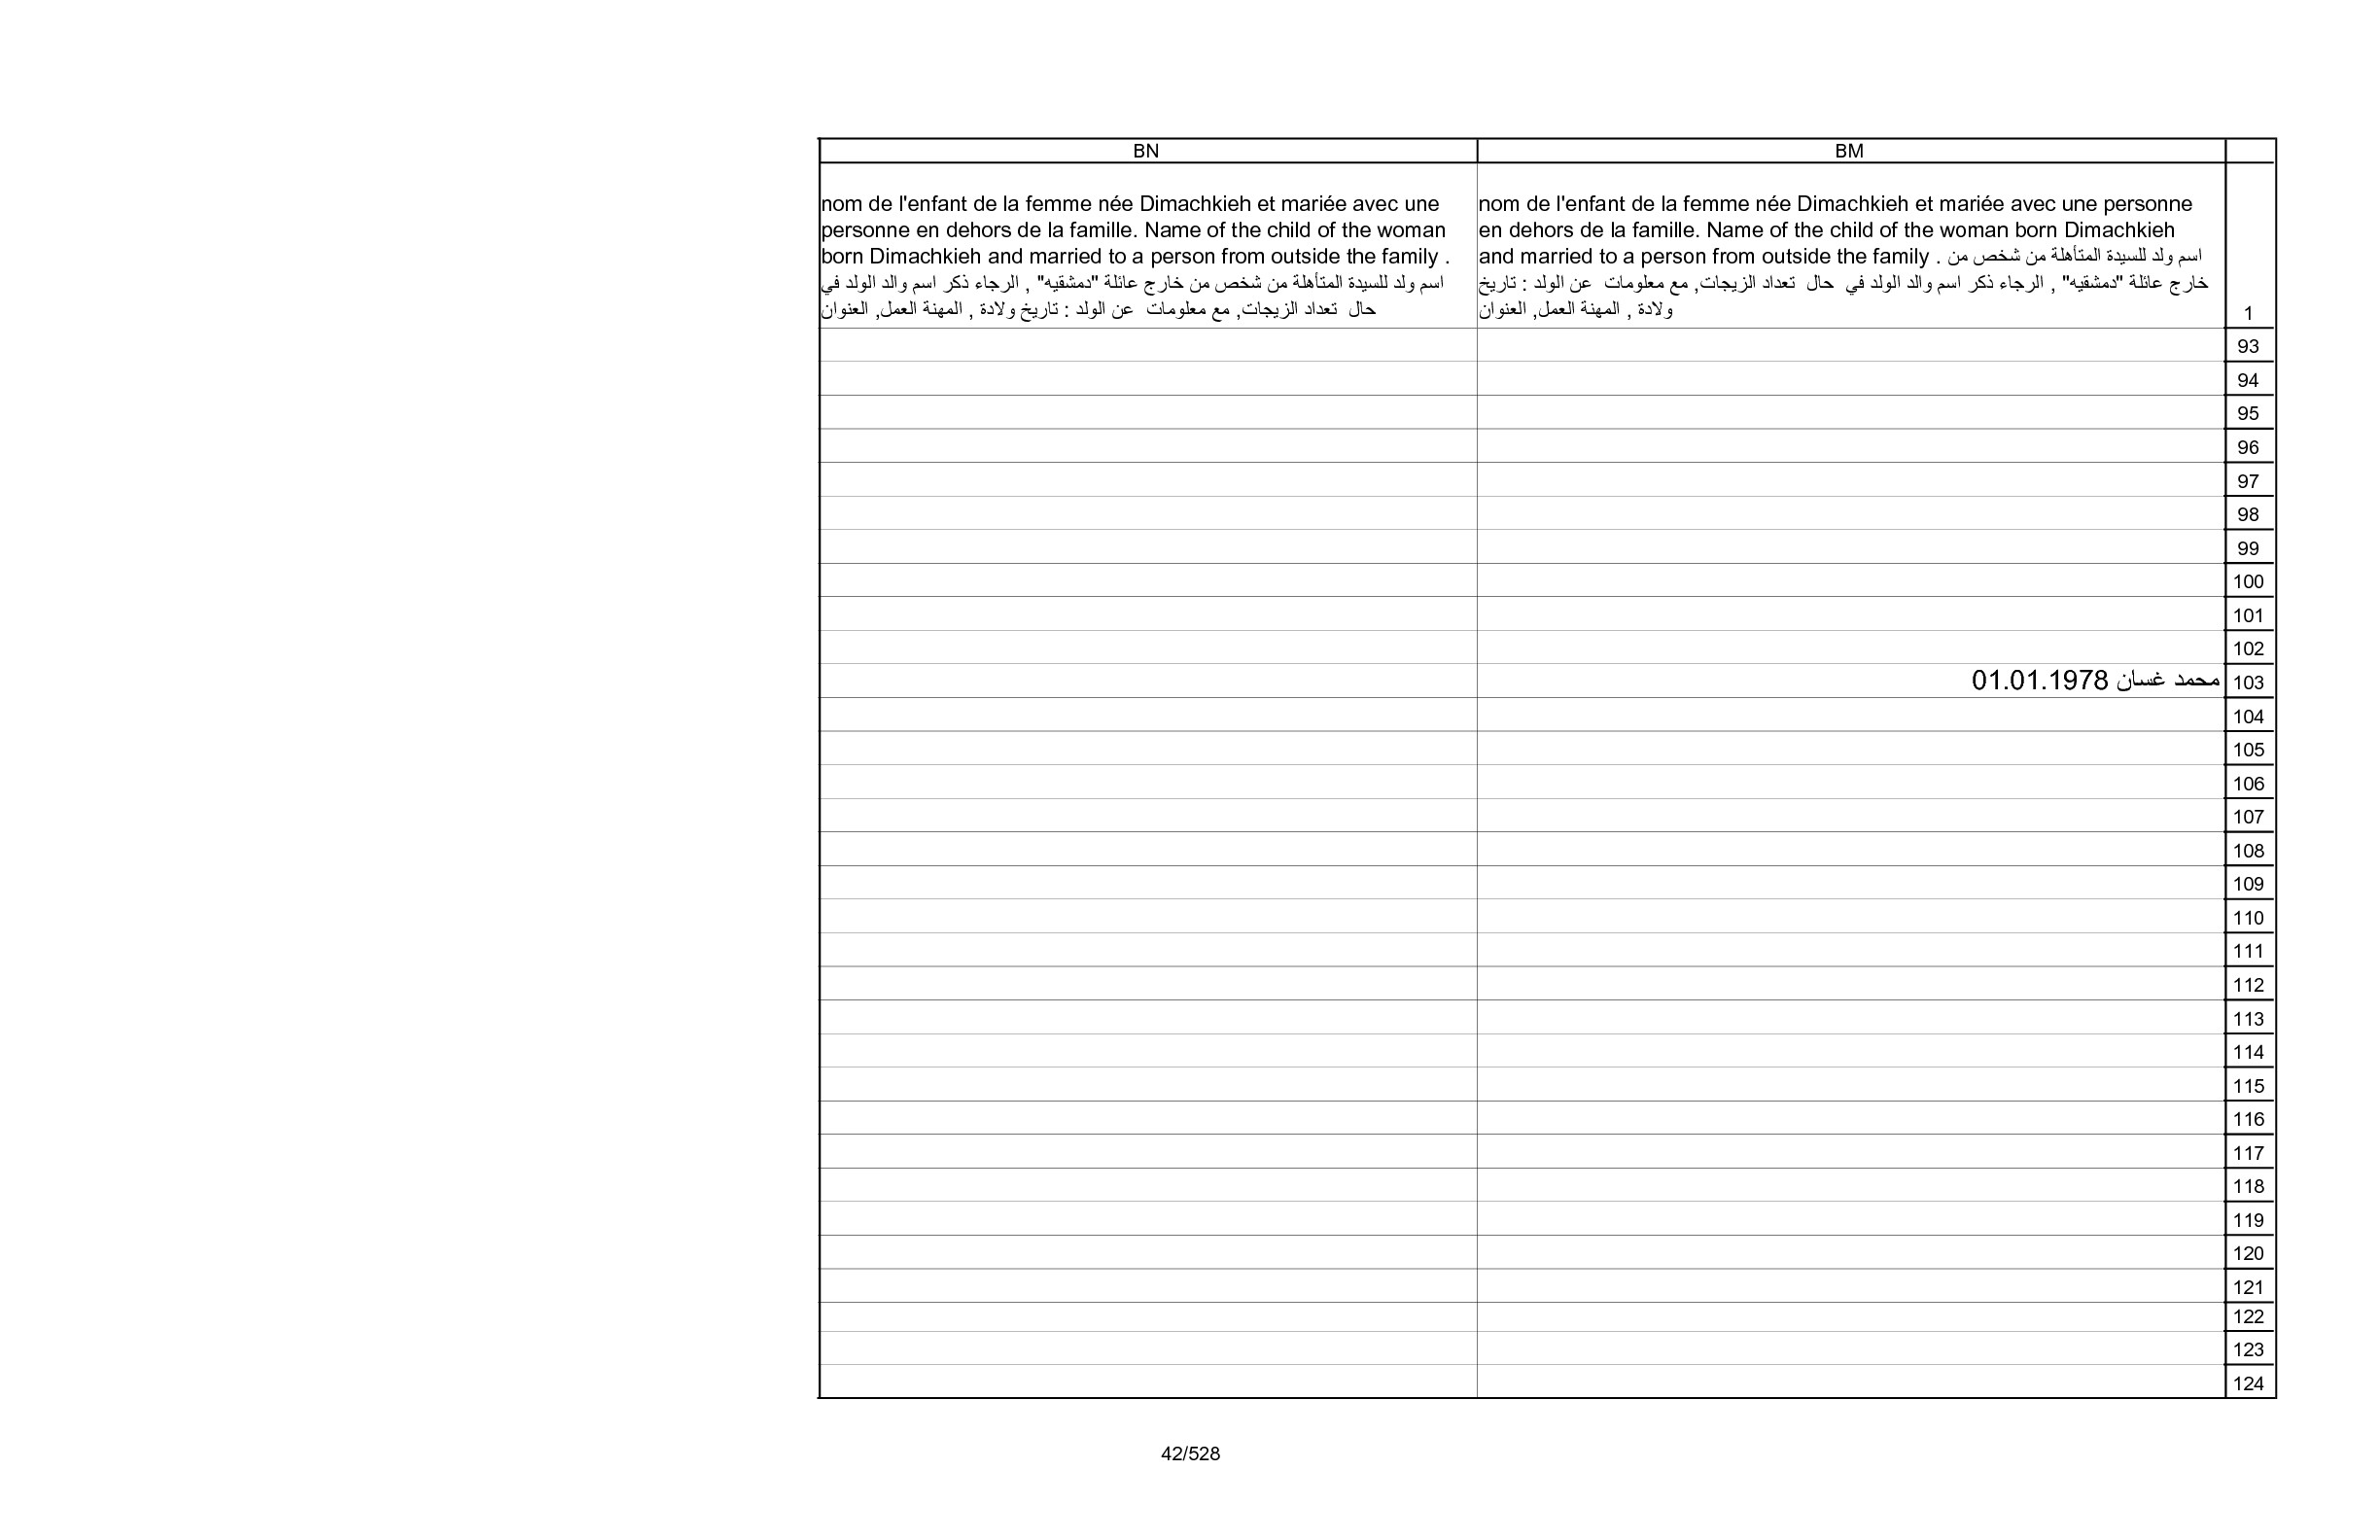 BN
BM
nom de l'enfant de la femme née Dimachkieh et mariée avec une
personne en dehors de la famille. Name of the child of the woman
born Dimachkieh and married to a person from outside the family .
اسم ولد للسيدة المتأهلة من شخص من خارج عائلة "دمشقيه" , الرجاء ذكر اسم والد الولد في
حال  تعداد الزيجات, مع معلومات  عن الولد : تاريخ ولادة , المهنة العمل, العنوان
nom de l'enfant de la femme née Dimachkieh et mariée avec une personne
en dehors de la famille. Name of the child of the woman born Dimachkieh
and married to a person from outside the family . اسم ولد للسيدة المتأهلة من شخص من
خارج عائلة "دمشقيه" , الرجاء ذكر اسم والد الولد في  حال  تعداد الزيجات, مع معلومات  عن الولد : تاريخ
ولادة , المهنة العمل, العنوان
1
93
94
95
96
97
98
99
100
101
102
محمد غسان 01.01.1978
103
104
105
106
107
108
109
110
111
112
113
114
115
116
117
118
119
120
121
122
123
124
42/528